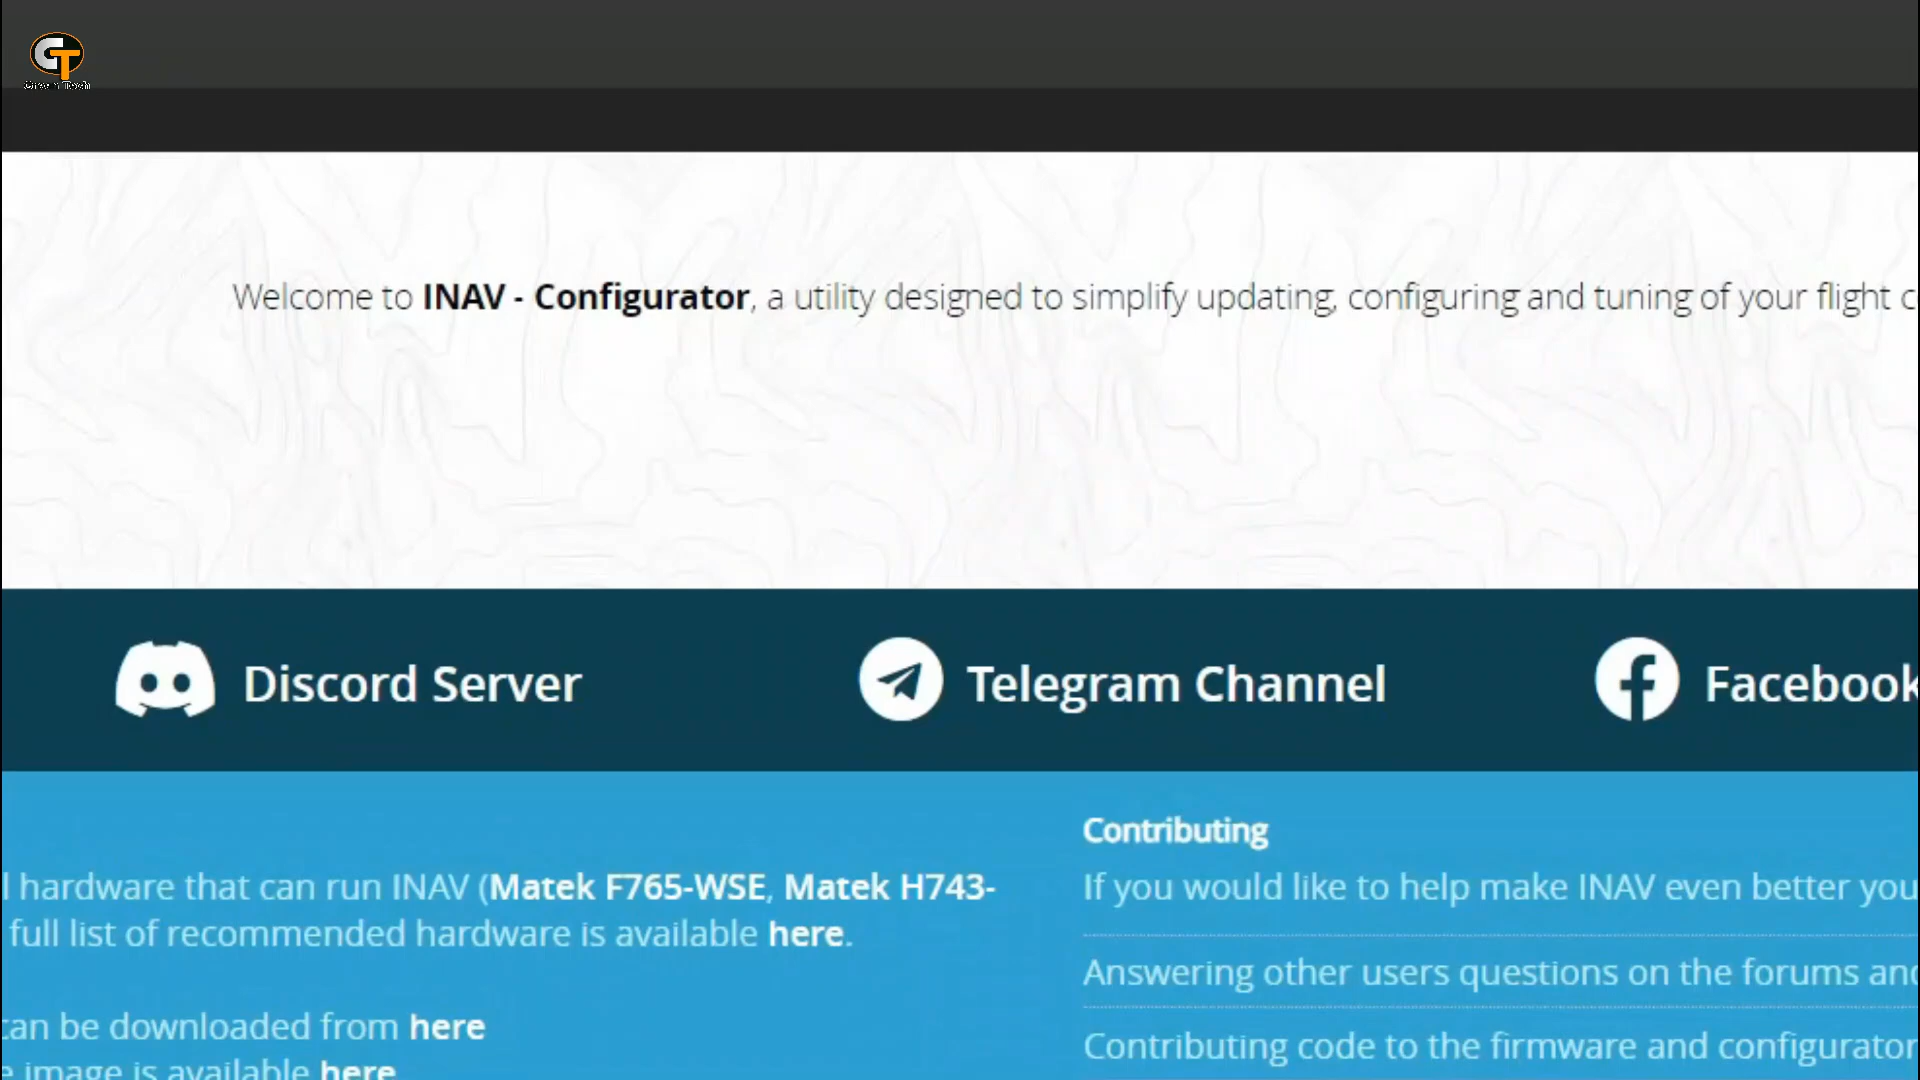 GT
Welcome to INAV - Configurator, a utility designed to simplify updating, configuring and tuning of your flight c
Discord Server
Telegram Channel
Facebook
l hardware that can run INAV (Matek F765-WSE, Matek H743-
full list of recommended hardware is available here.
can be downloaded from here
e image is available here
Contributing
If you would like to help make INAV even better you
Answering other users questions on the forums and
Contributing code to the firmware and configurator